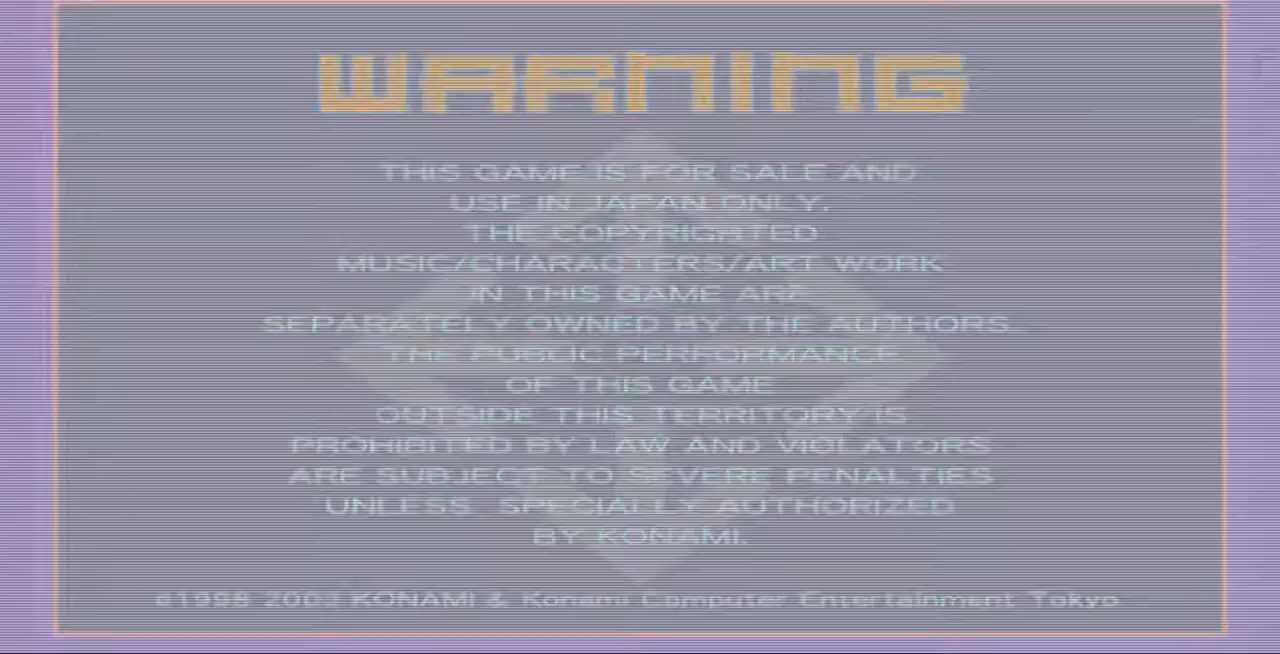 WARNING
THIS GAME IS FOR SALE AND
USE IN JAPAN ONLY.
THE COPYRIGHTED
MUSIC/CHARACTERS/ART WORK
IN THIS GAME ARE
SEPARATELY OWNED BY THE AUTHORS.
THE PUBLIC PERFORMANCE
OF THIS GAME
OUTSIDE THIS TERRITORY IS
PROHIBITED BY LAW AND VIOLATORS
ARE SUBJECT TO SEVERE PENALTIES
UNLESS SPECIALLY AUTHORIZED
BY KONAMI.
©1998 2003 KONAMI & Konami Computer Entertainment Tokyo